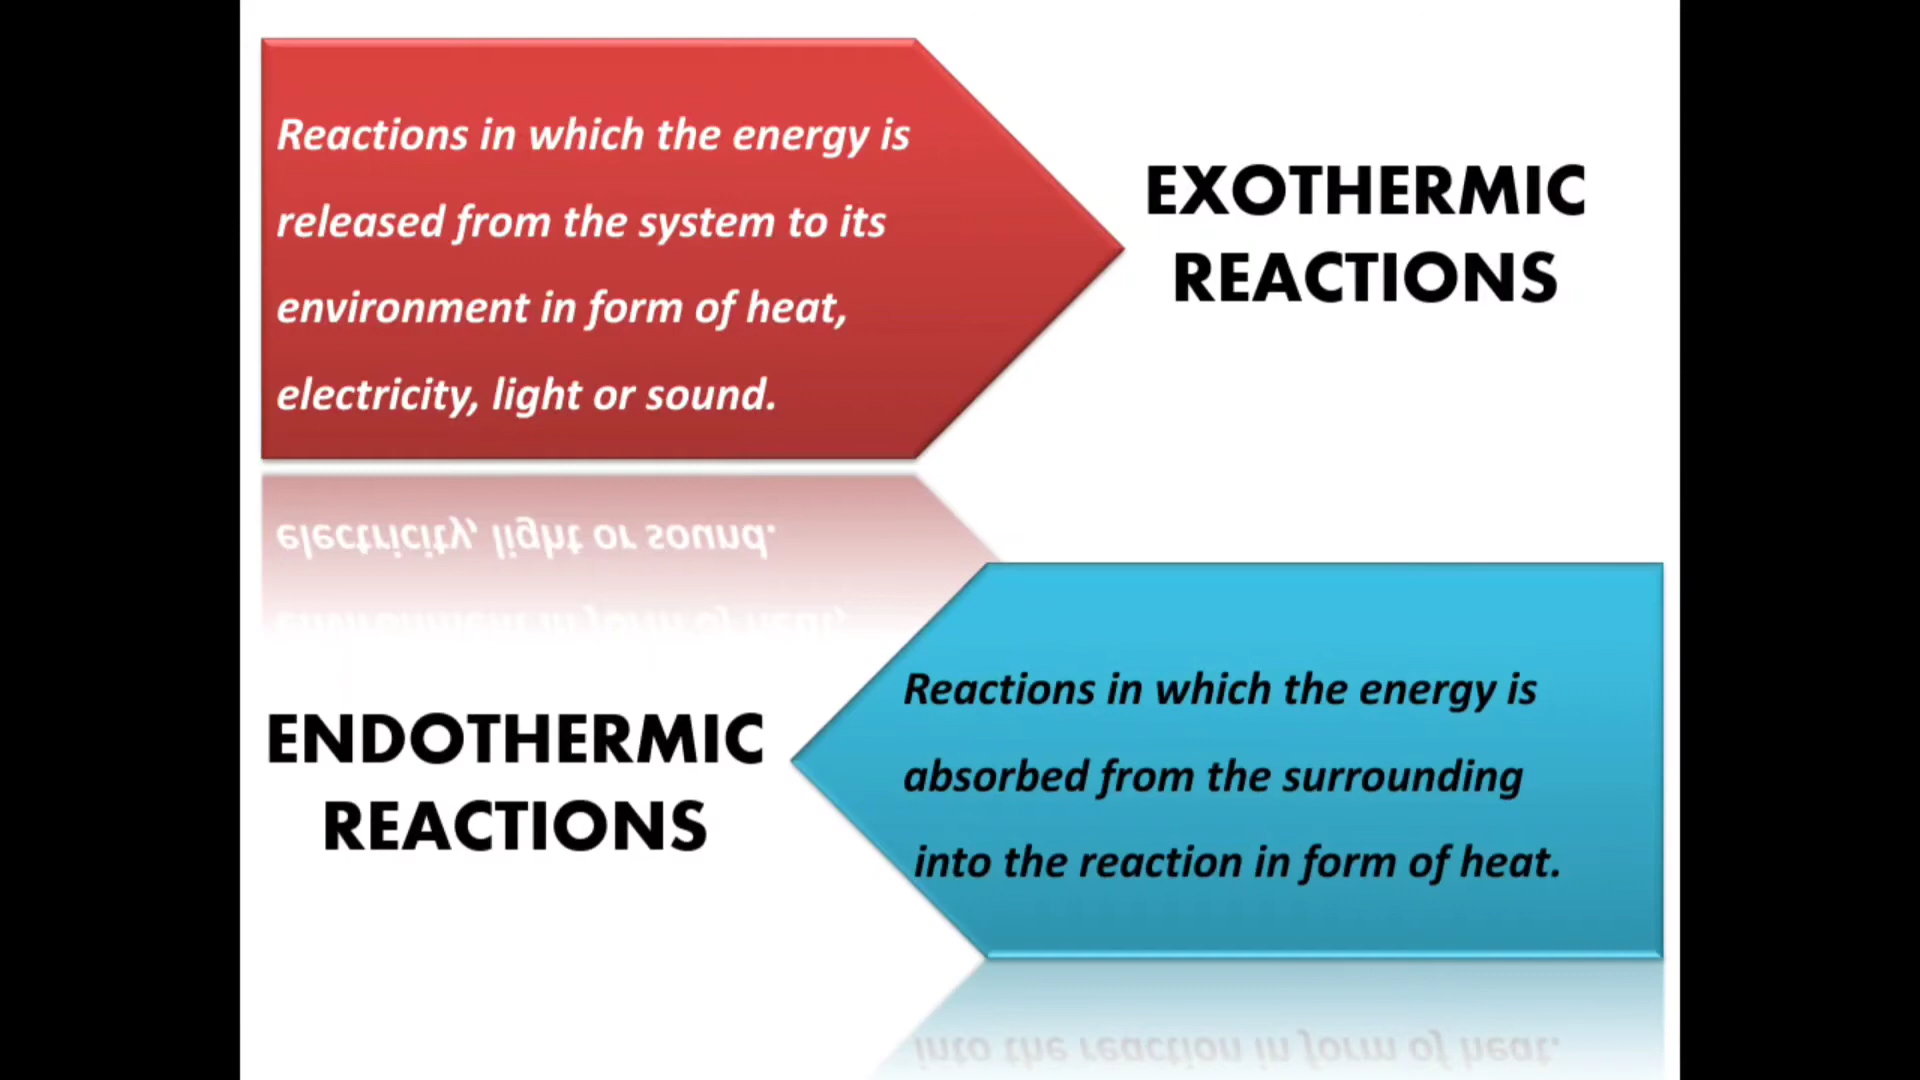 Reactions in which the energy is
released from the system to its
environment in form of heat,
electricity, light or sound.
EXOTHERMIC
REACTIONS
ENDOTHERMIC
REACTIONS
Reactions in which the energy is
absorbed from the surrounding
into the reaction in form of heat.